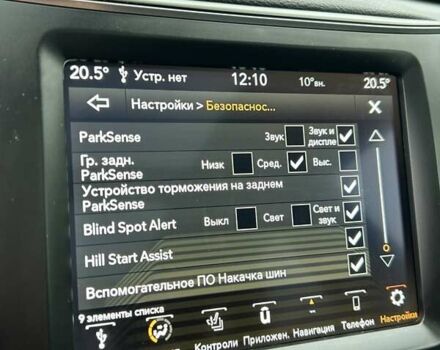 20.5° Устр. нет 12:10 10°вн. 20.5°
Настройки > Безопаснос... X
ParkSense Звук Звук и диспле
Гр. задн. ParkSense Низк Сред. Выс.
Устройство торможения на заднем ParkSense
Blind Spot Alert Выкл Свет Свет и звук
Hill Start Assist
Вспомогательное ПО Накачка шин
9 элементы списка
Контроли Приложен. Навигация Телефон Настройки